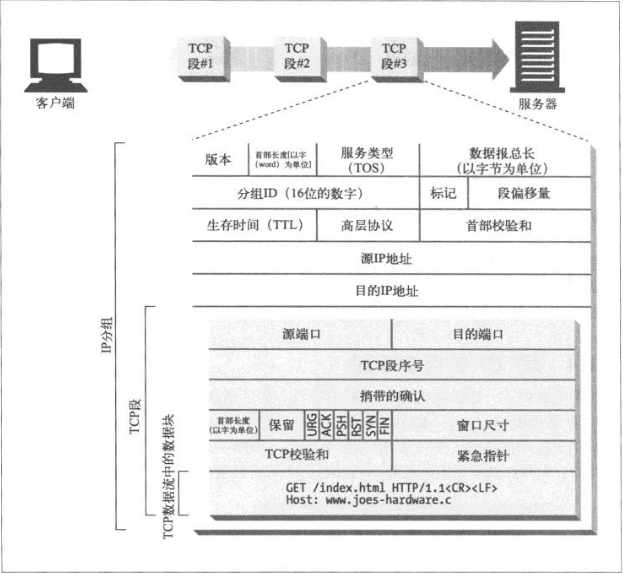 TCP
段#1
TCP
段#2
TCP
段#3
客户端
服务器
版本
首部长度[以字
（word）为单位]
服务类型
（TOS）
数据报总长
（以字节为单位）
分组ID（16位的数字）
标记
段偏移量
生存时间（TTL）
高层协议
首部校验和
源IP地址
目的IP地址
源端口
目的端口
TCP段序号
捎带的确认
首部长度
（以字为单位）
保留
URG
ACK
PSH
RST
SYN
FIN
窗口尺寸
TCP校验和
紧急指针
GET /index.html HTTP/1.1<CR><LF>
Host: www.joes-hardware.c
IP分组
TCP段
TCP数据流中的数据块